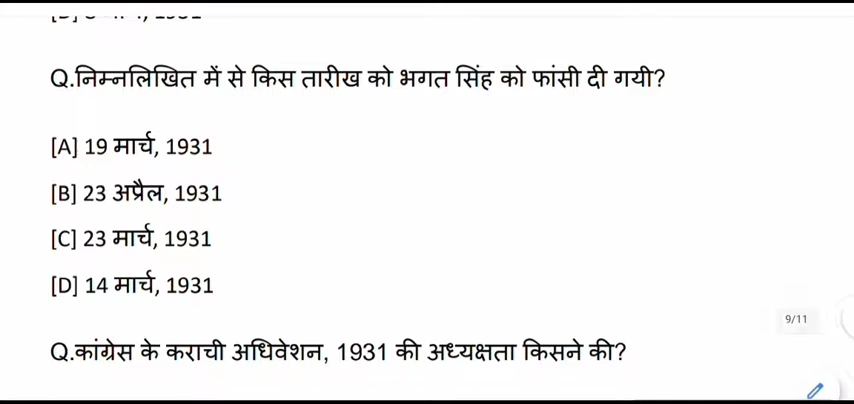 Q.निम्नलिखित में से किस तारीख को भगत सिंह को फांसी दी गयी?
[A] 19 मार्च, 1931
[B] 23 अप्रैल, 1931
[C] 23 मार्च, 1931
[D] 14 मार्च, 1931
9/11
Q.कांग्रेस के कराची अधिवेशन, 1931 की अध्यक्षता किसने की?